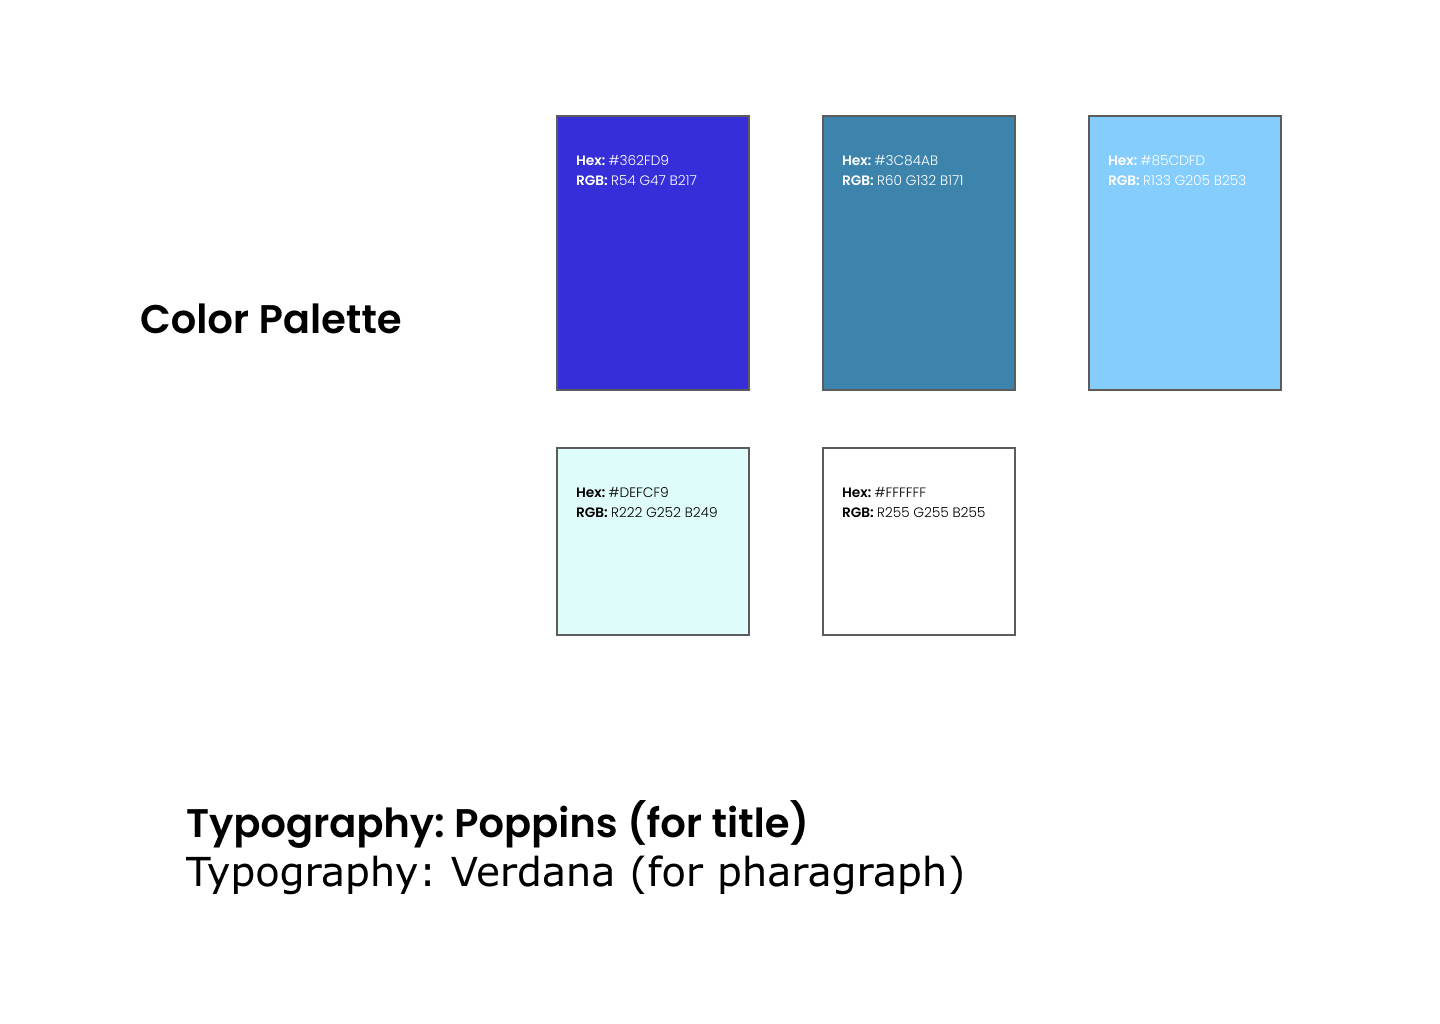 Hex: #362FD9
RGB: R54 G47 B217
Hex: #3C84AB
RGB: R60 G132 B171
Hex: #85CDFD
RGB: R133 G205 B253
Color Palette
Hex: #DEFCF9
RGB: R222 G252 B249
Hex: #FFFFFF
RGB: R255 G255 B255
Typography: Poppins (for title)
Typography: Verdana (for pharagraph)